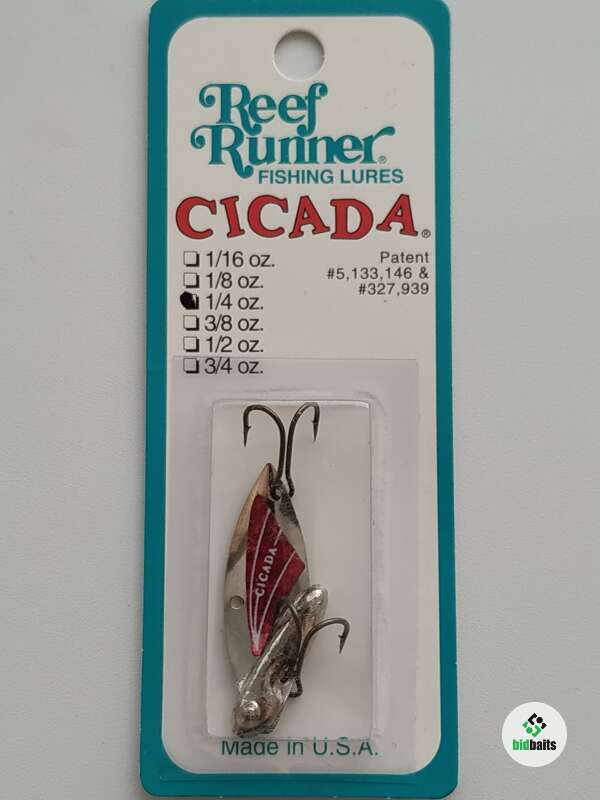 Reef
Runner®
FISHING LURES
CICADA®
1/16 oz.
1/8 oz.
1/4 oz.
3/8 oz.
1/2 oz.
3/4 oz.
Patent
#5,133,146 &
#327,939
CICADA
Made in U.S.A.
bidbaits